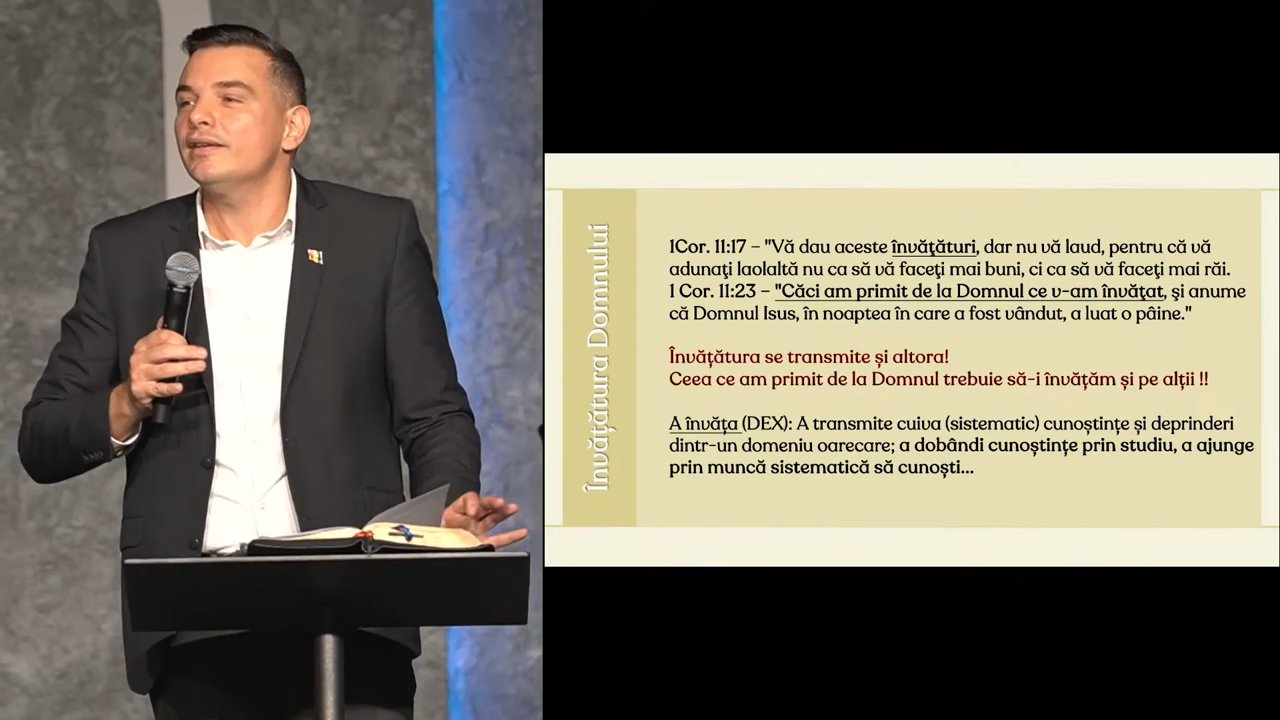 Învățătura Domnului
1Cor. 11:17 – "Vă dau aceste învăţături, dar nu vă laud, pentru că vă
adunaţi laolaltă nu ca să vă faceţi mai buni, ci ca să vă faceţi mai răi.
1 Cor. 11:23 – "Căci am primit de la Domnul ce v-am învăţat, şi anume
că Domnul Isus, în noaptea în care a fost vândut, a luat o pâine."
Învățătura se transmite și altora!
Ceea ce am primit de la Domnul trebuie să-i învățăm și pe alții !!
A învăța (DEX): A transmite cuiva (sistematic) cunoștințe și deprinderi
dintr-un domeniu oarecare; a dobândi cunoștințe prin studiu, a ajunge
prin muncă sistematică să cunoști...